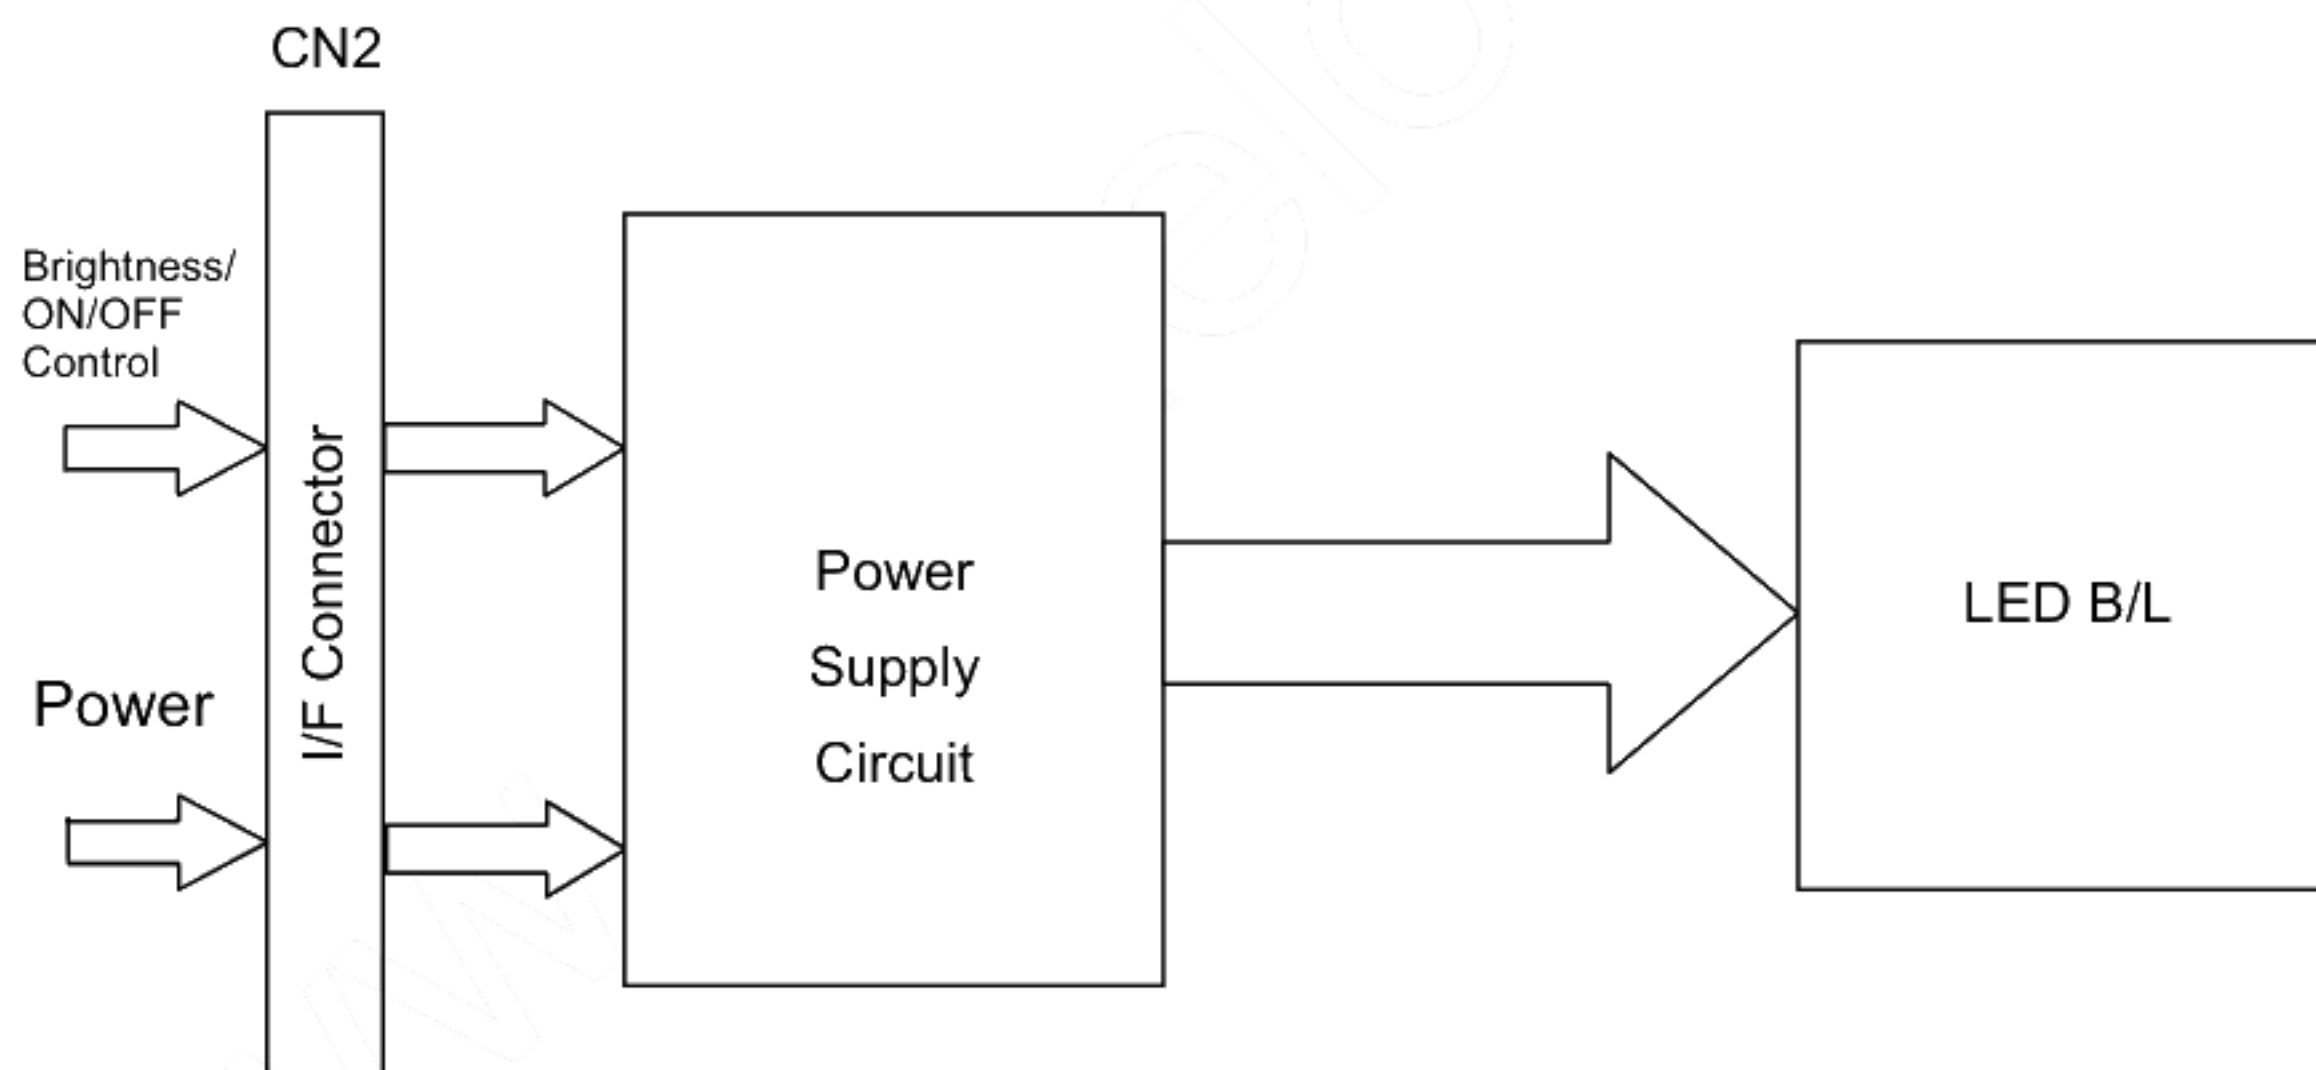 CN2
Brightness/
ON/OFF
Control
Power
I/F Connector
Power
Supply
Circuit
LED B/L